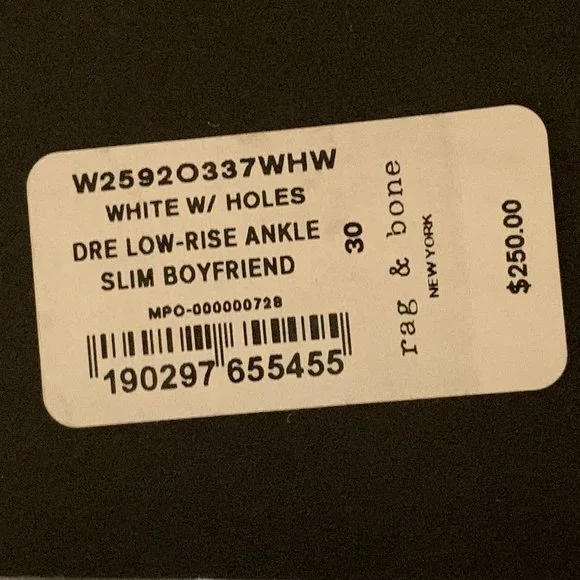 W2592O337WHW
WHITE W/ HOLES
DRE LOW-RISE ANKLE
SLIM BOYFRIEND
MPO-000000728
190297 655455
30
rag & bone
NEW YORK
$250.00